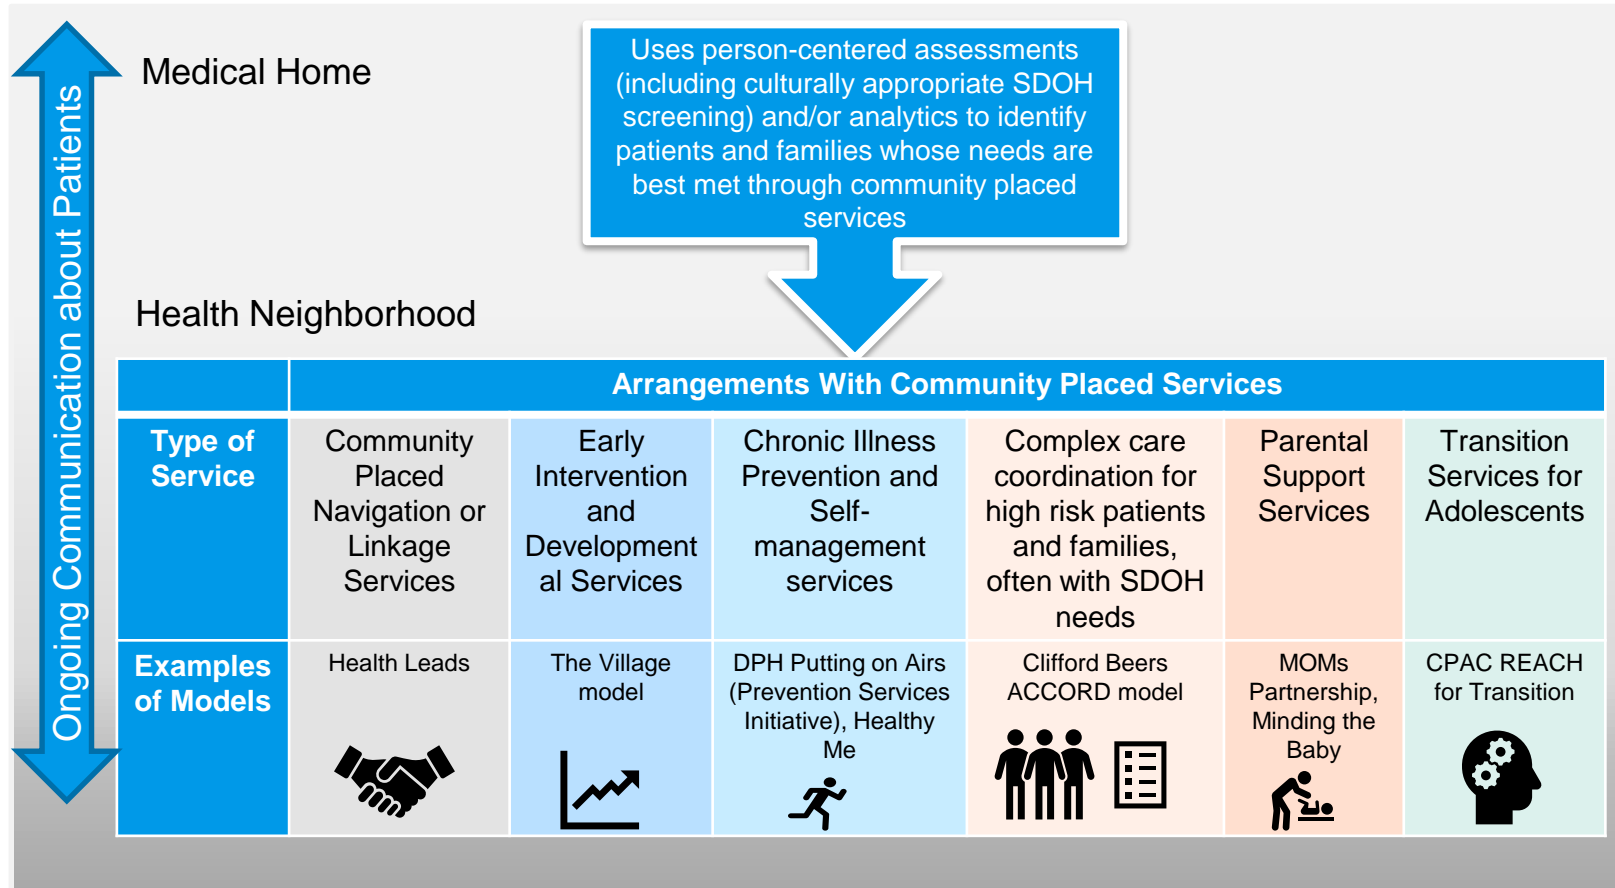 Ongoing Communication about Patients
Medical Home
Uses person-centered assessments
(including culturally appropriate SDOH
screening) and/or analytics to identify
patients and families whose needs are
best met through community placed
services
Health Neighborhood
Arrangements With Community Placed Services
Type of
Service
Community
Placed
Navigation or
Linkage
Services
Early
Intervention
and
Development
al Services
Chronic Illness
Prevention and
Self-
management
services
Complex care
coordination for
high risk patients
and families,
often with SDOH
needs
Parental
Support
Services
Transition
Services for
Adolescents
Examples
of Models
Health Leads
The Village
model
DPH Putting on Airs
(Prevention Services
Initiative), Healthy
Me
Clifford Beers
ACCORD model
MOMs
Partnership,
Minding the
Baby
CPAC REACH
for Transition